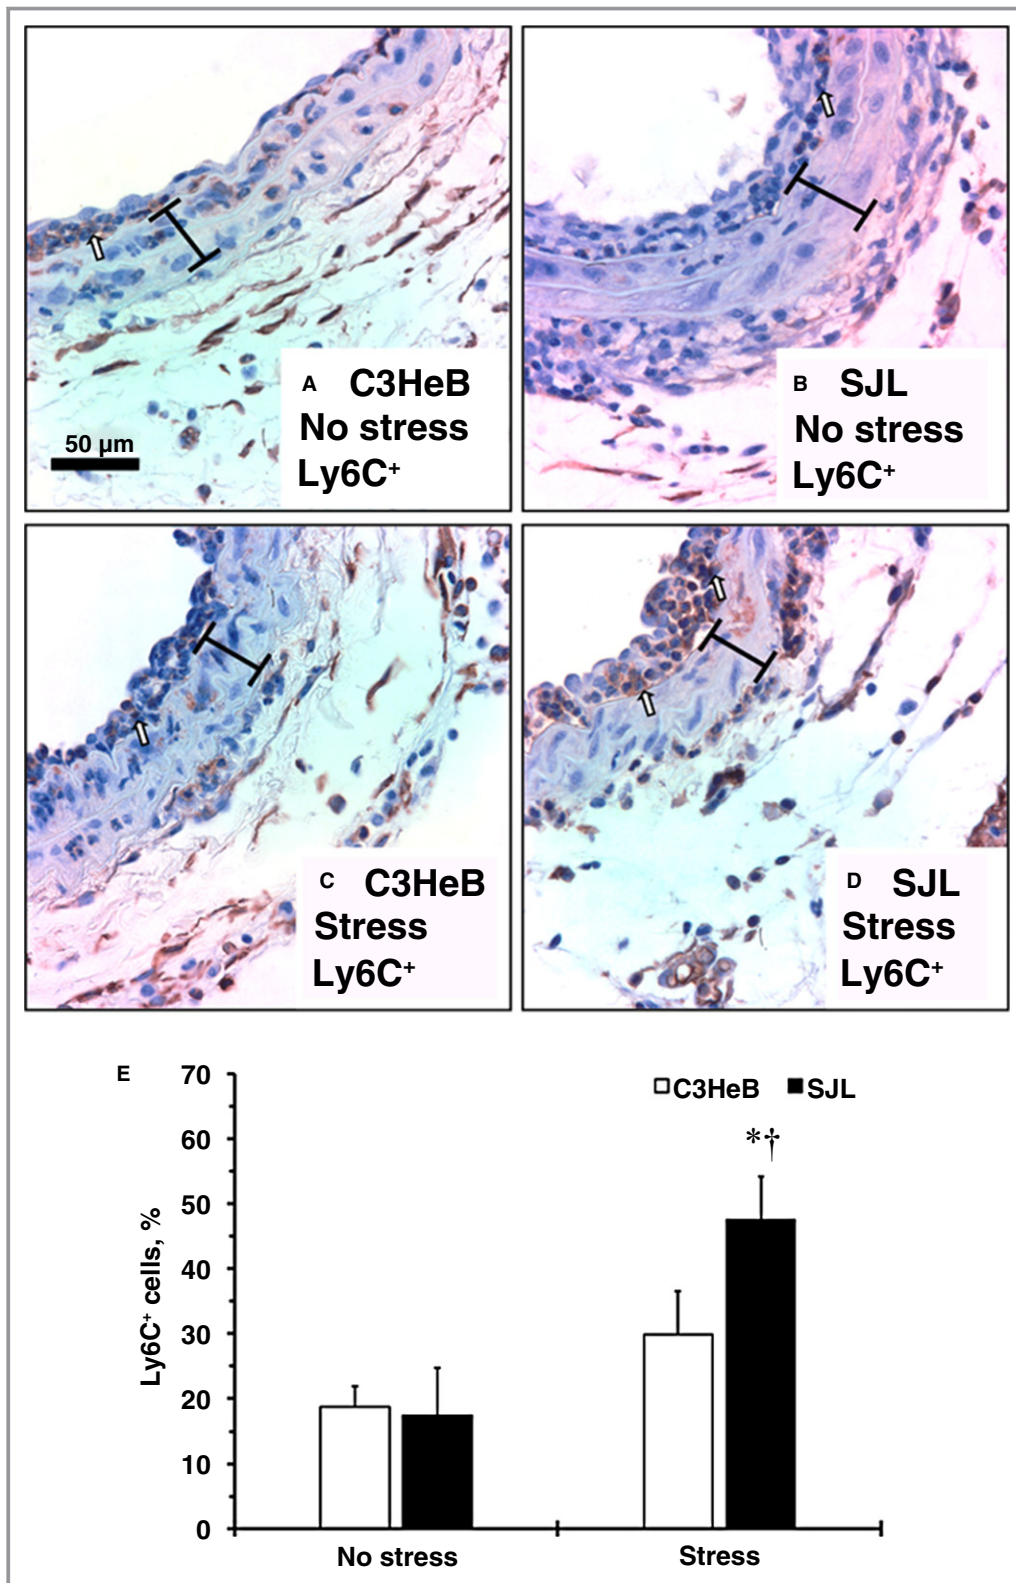 A C3HeB
No stress
Ly6C⁺
50 µm
B SJL
No stress
Ly6C⁺
C C3HeB
Stress
Ly6C⁺
D SJL
Stress
Ly6C⁺
E
70
60
50
40
30
20
10
0
Ly6C⁺ cells, %
C3HeB SJL
*†
No stress Stress